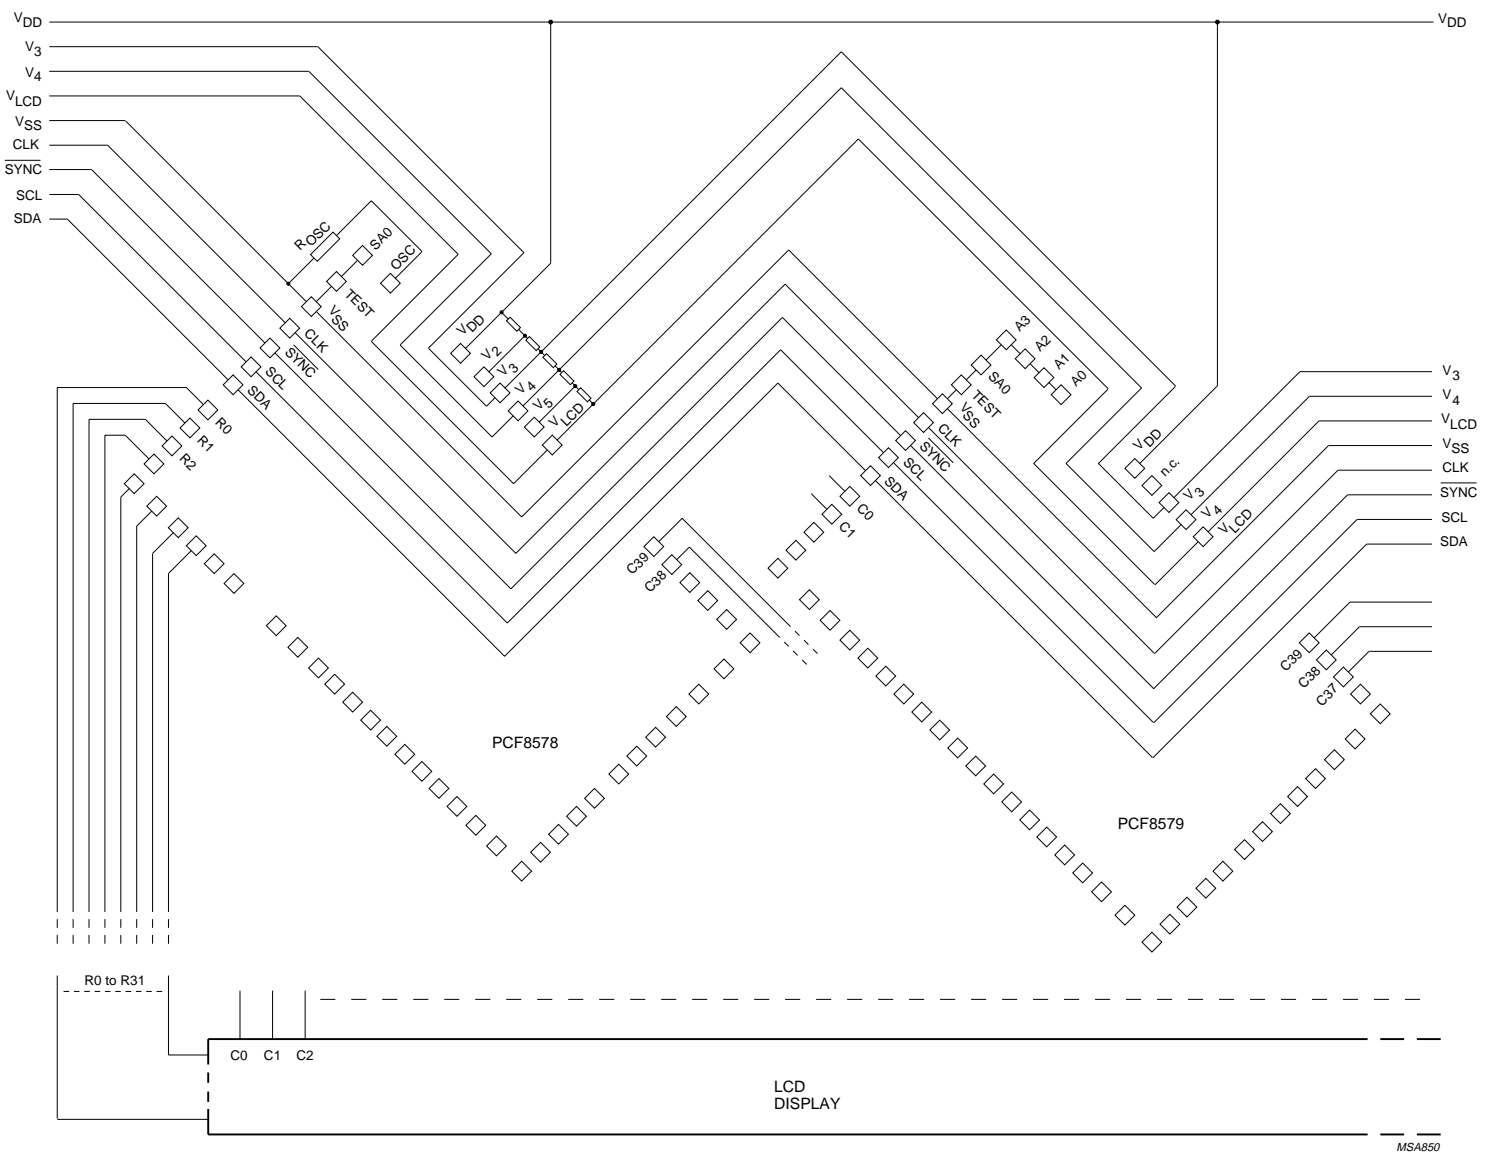 VDD
V3
V4
VLCD
VSS
CLK
SYNC
SCL
SDA
VDD
ROSC
SA0
OSC
TEST
VSS
CLK
SYNC
SCL
SDA
R0
R1
R2
VDD
V2
V3
V4
V5
VLCD
C39
C38
PCF8578
A3
A2
A1
A0
SA0
TEST
VSS
CLK
SYNC
SCL
SDA
C0
C1
VDD
n.c.
V3
V4
VLCD
V3
V4
VLCD
VSS
CLK
SYNC
SCL
SDA
C39
C38
C37
PCF8579
R0 to R31
C0 C1 C2
LCD
DISPLAY
MSA850